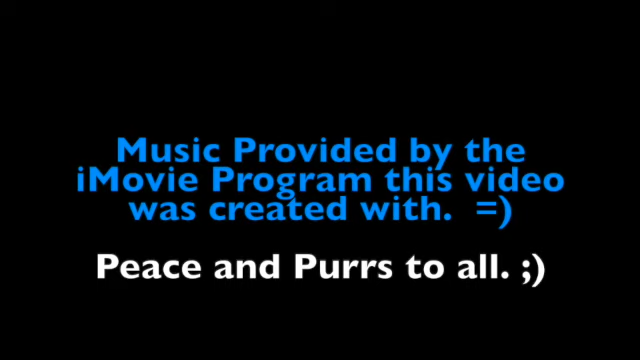 Music Provided by the
iMovie Program this video
was created with.  =)
Peace and Purrs to all. ;)